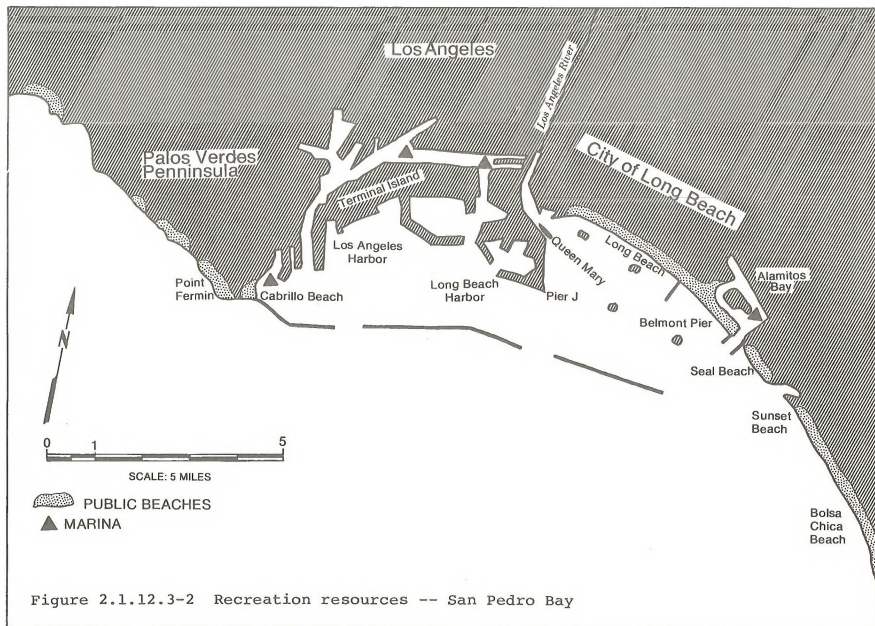 Los Angeles
Los Angeles River
Palos Verdes
Penninsula
City of Long Beach
Terminal Island
Los Angeles
Harbor
Long Beach
Harbor
Queen Mary
Long Beach
Alamitos
Bay
Point
Fermin
Cabrillo Beach
Pier J
Belmont Pier
Seal Beach
Sunset
Beach
Bolsa
Chica
Beach
N
0 1 5
SCALE: 5 MILES
PUBLIC BEACHES
MARINA
Figure 2.1.12.3-2 Recreation resources -- San Pedro Bay